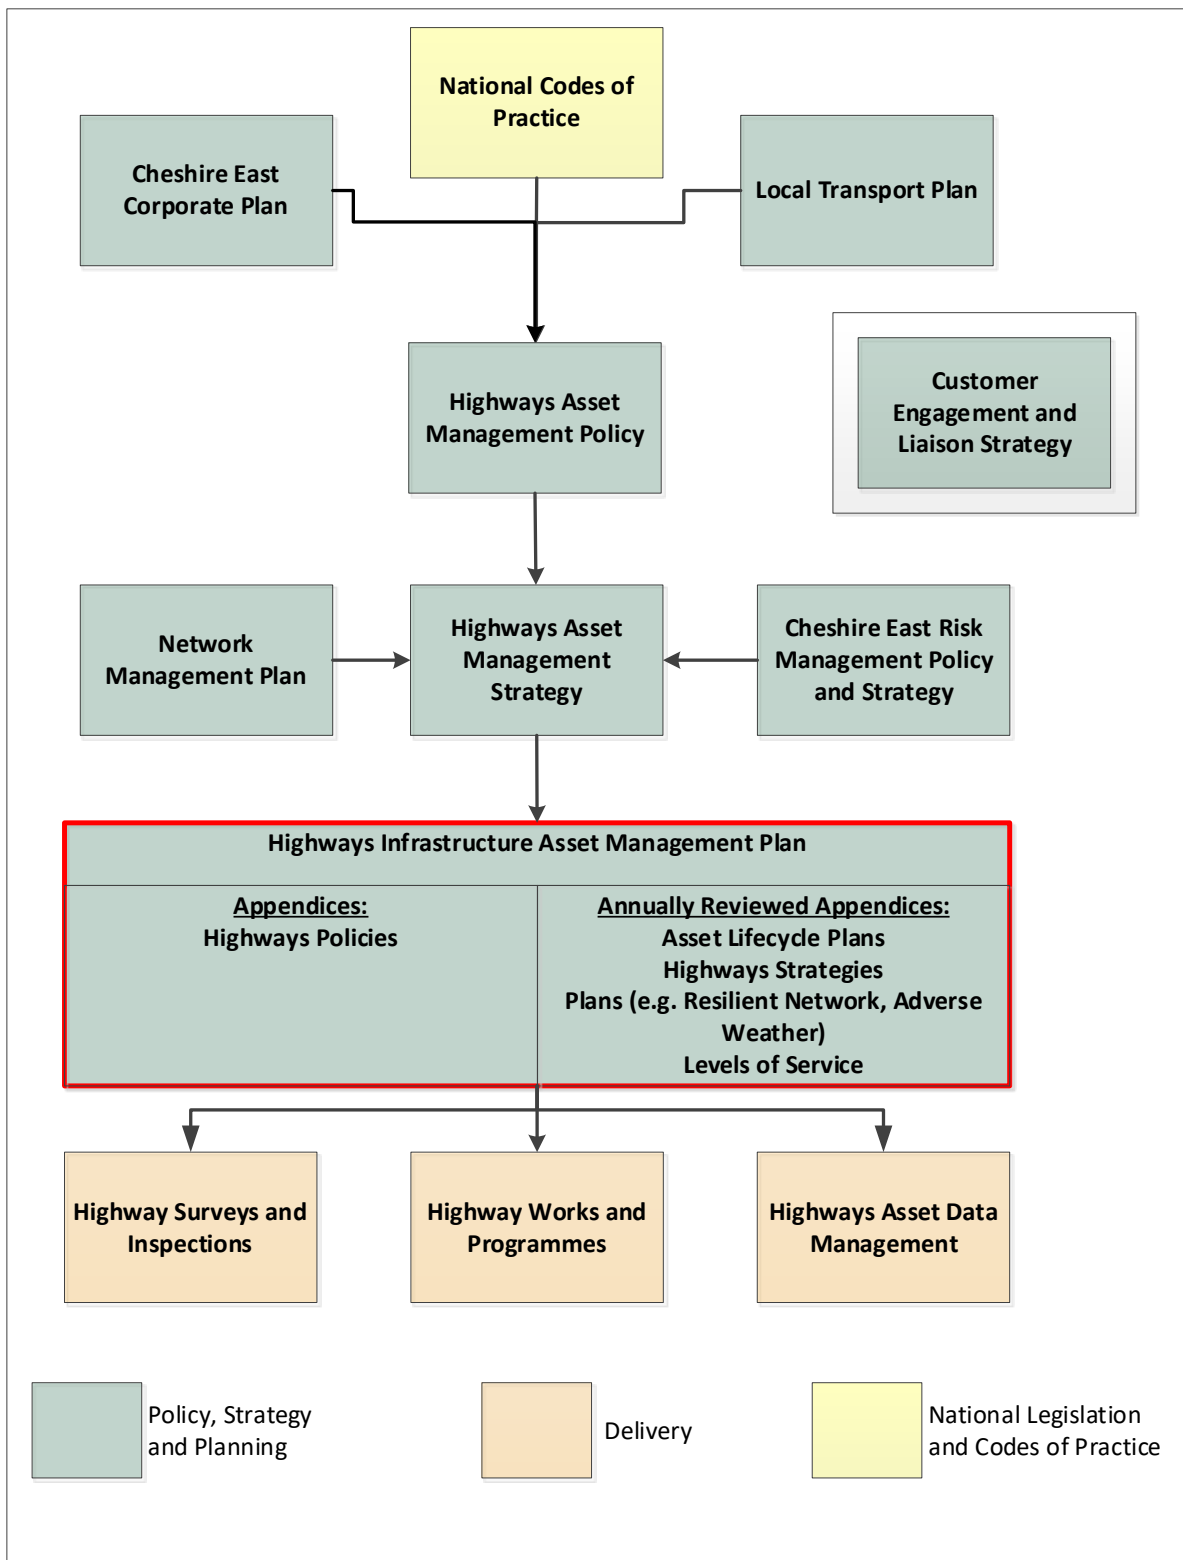 National Codes of
Practice
Cheshire East
Corporate Plan
Local Transport Plan
Highways Asset
Management Policy
Customer
Engagement and
Liaison Strategy
Network
Management Plan
Highways Asset
Management
Strategy
Cheshire East Risk
Management Policy
and Strategy
Highways Infrastructure Asset Management Plan
Appendices:
Highways Policies
Annually Reviewed Appendices:
Asset Lifecycle Plans
Highways Strategies
Plans (e.g. Resilient Network, Adverse
Weather)
Levels of Service
Highway Surveys and
Inspections
Highway Works and
Programmes
Highways Asset Data
Management
Policy, Strategy
and Planning
Delivery
National Legislation
and Codes of Practice